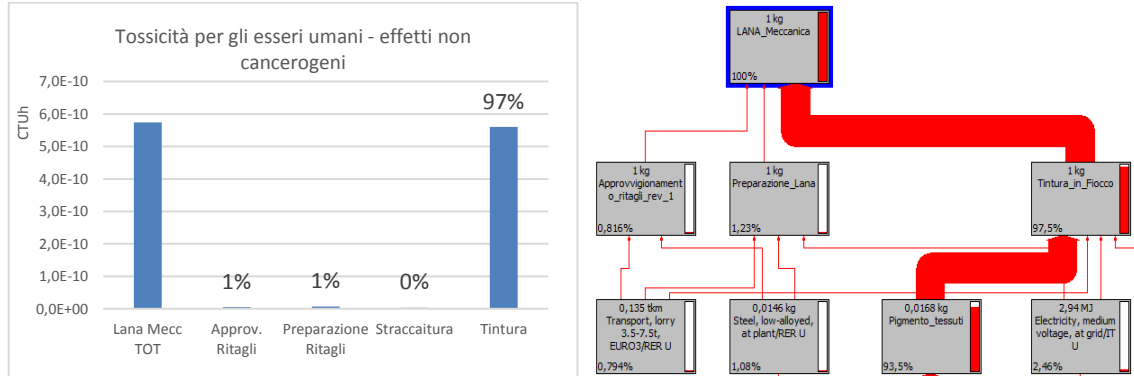 Tossicità per gli esseri umani - effetti non
cancerogeni
CTUh
7,0E-10
6,0E-10
5,0E-10
4,0E-10
3,0E-10
2,0E-10
1,0E-10
0,0E+00
1%
1%
0%
97%
Lana Mecc
TOT
Approv.
Ritagli
Preparazione
Ritagli
Straccaitura
Tintura
1 kg
LANA_Meccanica
100%
1 kg
Approvvigionament
o_ritagli_rev_1
0,816%
1 kg
Preparazione_Lana
1,23%
1 kg
Tintura_in_Fiocco
97,5%
0,135 tkm
Transport, lorry
3.5-7.5t,
EURO3/RER U
0,794%
0,0146 kg
Steel, low-alloyed,
at plant/RER U
1,08%
0,0168 kg
Pigmento_tessuti
93,5%
2,94 MJ
Electricity, medium
voltage, at grid/IT
U
2,46%